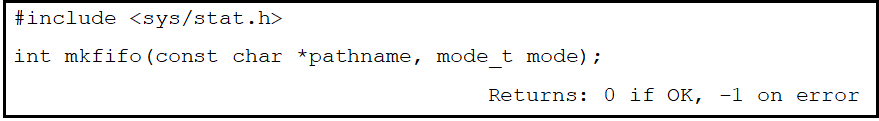 #include <sys/stat.h>
int mkfifo(const char *pathname, mode_t mode);
Returns: 0 if OK, −1 on error